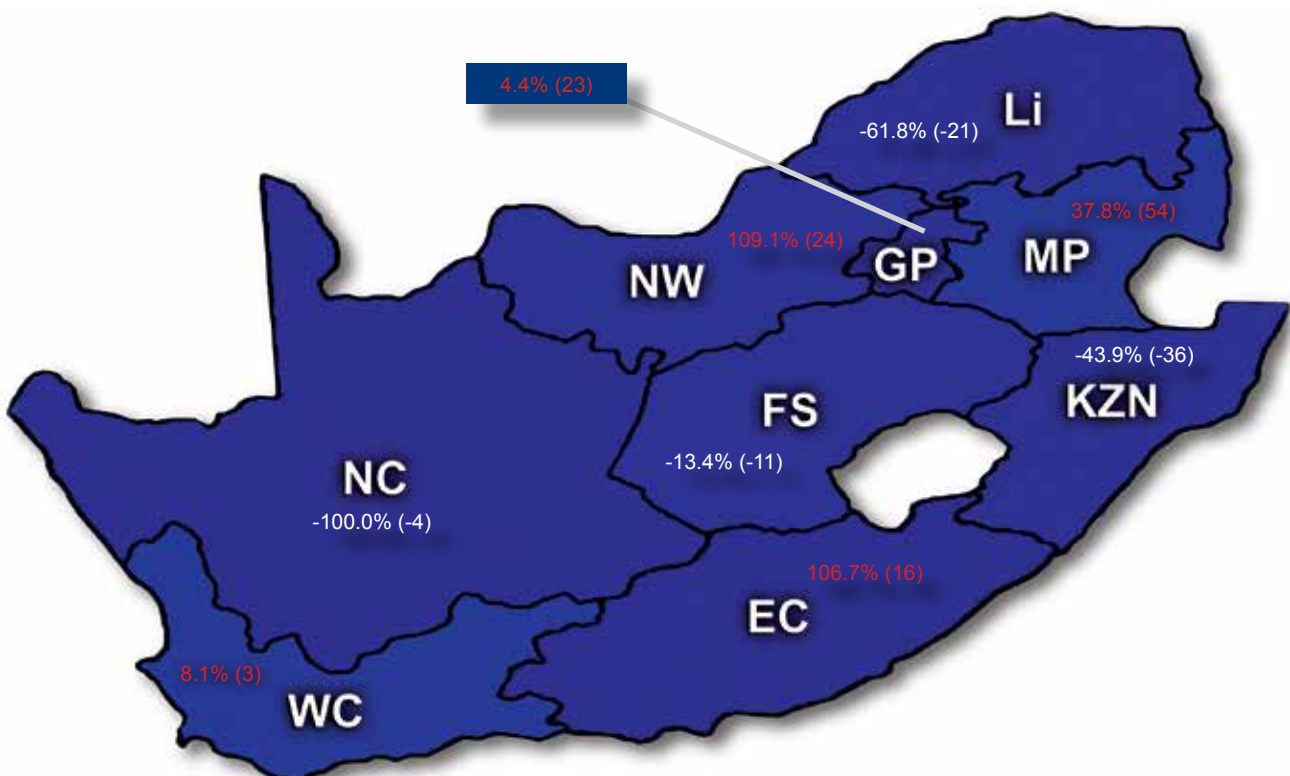 4.4% (23)
Li
-61.8% (-21)
37.8% (54)
109.1% (24)
GP
MP
NW
-43.9% (-36)
KZN
FS
-13.4% (-11)
NC
-100.0% (-4)
106.7% (16)
EC
8.1% (3)
WC